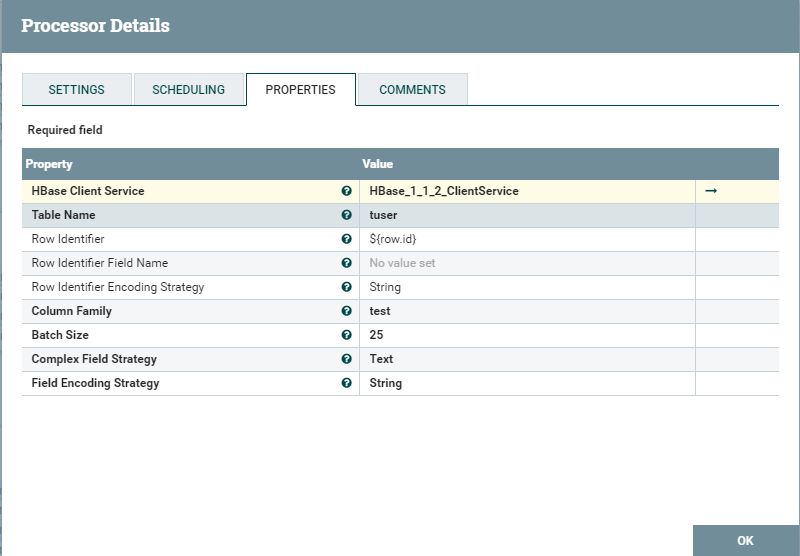 Processor Details
SETTINGS SCHEDULING PROPERTIES COMMENTS
Required field
Property Value
HBase Client Service HBase_1_1_2_ClientService
Table Name tuser
Row Identifier ${row.id}
Row Identifier Field Name No value set
Row Identifier Encoding Strategy String
Column Family test
Batch Size 25
Complex Field Strategy Text
Field Encoding Strategy String
OK